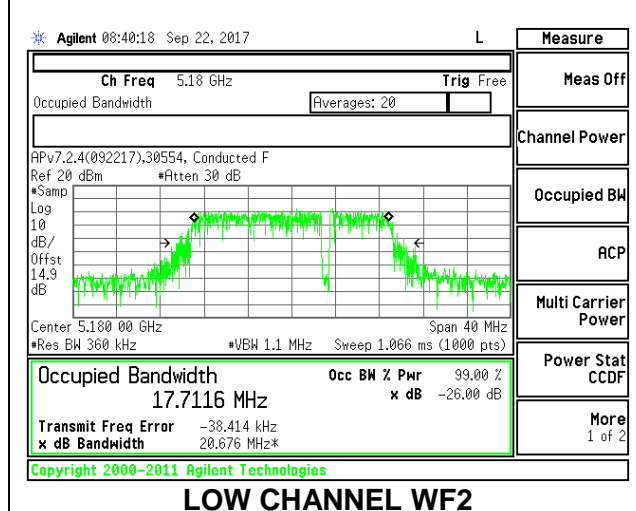 Agilent 08:40:18 Sep 22, 2017 L Measure
Ch Freq 5.18 GHz Trig Free
Meas Off
Occupied Bandwidth Averages: 20
Channel Power
APv7.2.4(092217),30554, Conducted F
Ref 20 dBm #Atten 30 dB
#Samp
Log
10
dB/
Offst
14.9
dB
Occupied BW
ACP
Multi Carrier
Power
Center 5.180 00 GHz Span 40 MHz
#Res BW 360 kHz #VBW 1.1 MHz Sweep 1.066 ms (1000 pts)
Power Stat
CCDF
Occupied Bandwidth Occ BW % Pwr 99.00 %
17.7116 MHz x dB -26.00 dB
Transmit Freq Error -38.414 kHz
x dB Bandwidth 20.676 MHz*
More
1 of 2
Copyright 2000-2011 Agilent Technologies
LOW CHANNEL WF2